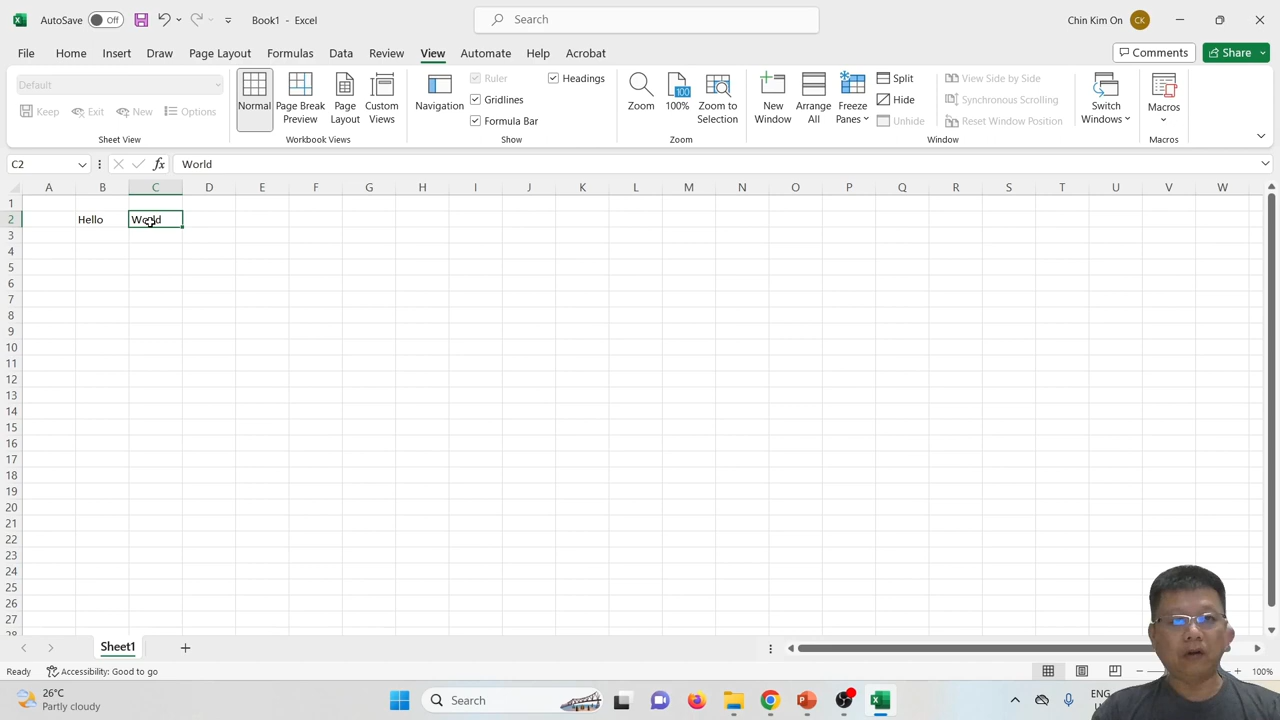 AutoSave Off Book1 - Excel Search Chin Kim On CK
File Home Insert Draw Page Layout Formulas Data Review View Automate Help Acrobat Comments Share
Default
Keep Exit New Options
Sheet View
Normal Page Break Preview Page Layout Custom Views
Workbook Views
Navigation Ruler Headings
Gridlines
Formula Bar
Show
Zoom 100 100% Zoom to Selection
Zoom
New Window Arrange All Freeze Panes Split
Hide
Unhide
View Side by Side
Synchronous Scrolling
Reset Window Position
Switch Windows
Window
Macros
Macros
C2 fx World
A B C D E F G H I J K L M N O P Q R S T U V W
1
2 Hello World
3
4
5
6
7
8
9
10
11
12
13
14
15
16
17
18
19
20
21
22
23
24
25
26
27
28
Sheet1
Ready Accessibility: Good to go 100%
26°C
Partly cloudy
Search
ENG